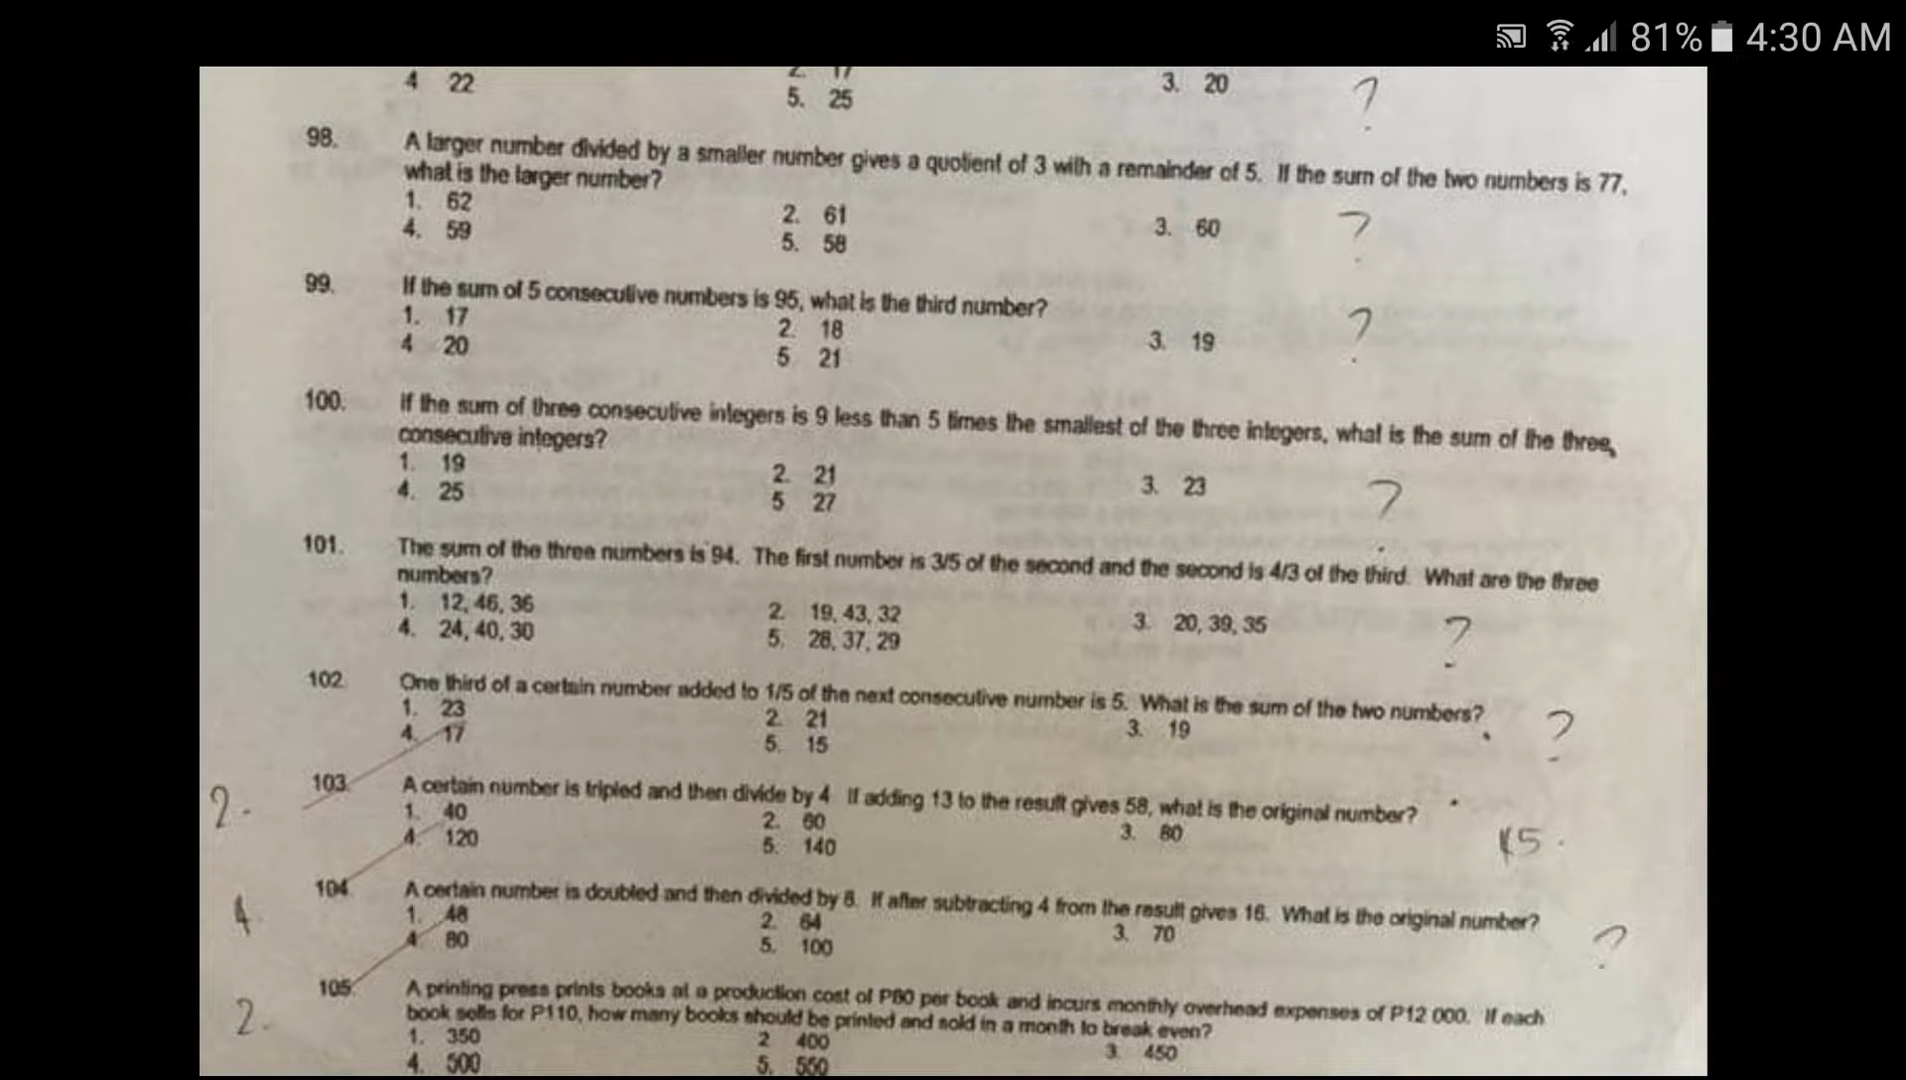 81% 4:30 AM
4 22 5. 25 3. 20 ?
98. A larger number divided by a smaller number gives a quotient of 3 with a remainder of 5. If the sum of the two numbers is 77,
what is the larger number?
1. 62 2. 61 3. 60 ?
4. 59 5. 58
99. If the sum of 5 consecutive numbers is 95, what is the third number?
1. 17 2. 18 3. 19 ?
4 20 5 21
100. If the sum of three consecutive integers is 9 less than 5 times the smallest of the three integers, what is the sum of the three
consecutive integers?
1. 19 2. 21 3. 23 ?
4. 25 5 27
101. The sum of the three numbers is 94. The first number is 3/5 of the second and the second is 4/3 of the third. What are the three
numbers?
1. 12, 46, 36 2. 19, 43, 32 3. 20, 39, 35 ?
4. 24, 40, 30 5. 28, 37, 29
102. One third of a certain number added to 1/5 of the next consecutive number is 5. What is the sum of the two numbers? ?
1. 23 2. 21 3. 19
4. 17 5. 15
2. 103. A certain number is tripled and then divide by 4 If adding 13 to the result gives 58, what is the original number?
1. 40 2. 60 3. 80 15.
4. 120 5. 140
4. 104. A certain number is doubled and then divided by 8. If after subtracting 4 from the result gives 16. What is the original number?
1. 48 2. 64 3. 70 ?
4. 80 5. 100
105. A printing press prints books at a production cost of P80 per book and incurs monthly overhead expenses of P12 000. If each
2. book sells for P110, how many books should be printed and sold in a month to break even?
1. 350 2 400 3. 450
4. 500 5. 550